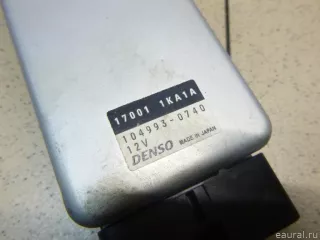 17001 1KA1A
104993-0740
12V
DENSO MADE IN JAPAN
eaural.ru